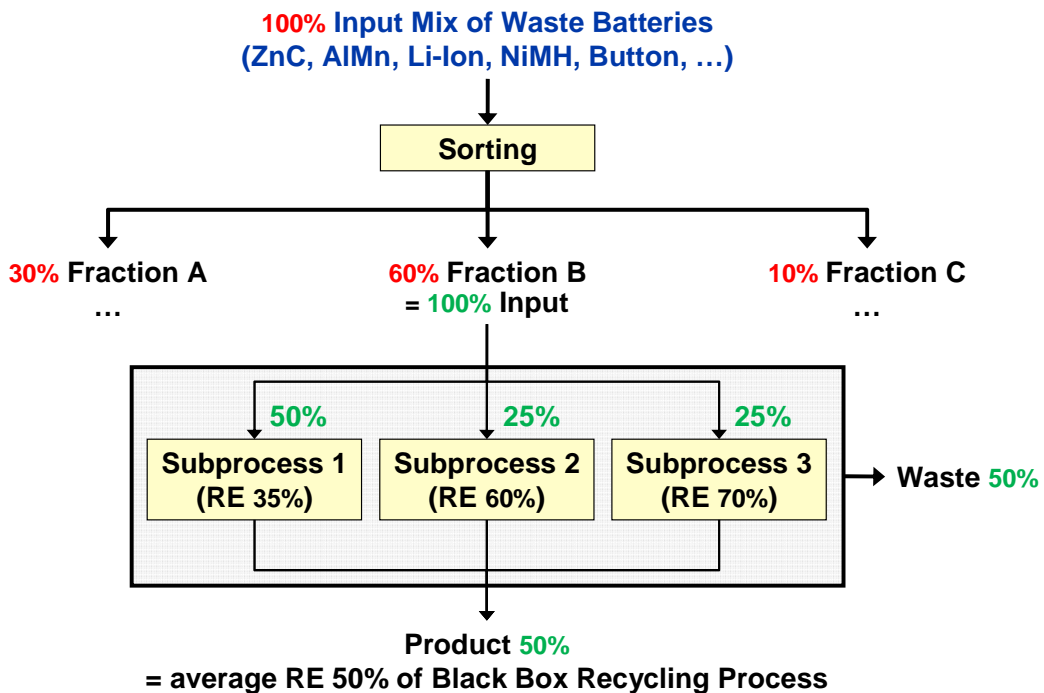 100% Input Mix of Waste Batteries
(ZnC, AlMn, Li-Ion, NiMH, Button, …)
Sorting
30% Fraction A
…
60% Fraction B
= 100% Input
10% Fraction C
…
50%
25%
25%
Subprocess 1
(RE 35%)
Subprocess 2
(RE 60%)
Subprocess 3
(RE 70%)
Waste 50%
Product 50%
= average RE 50% of Black Box Recycling Process